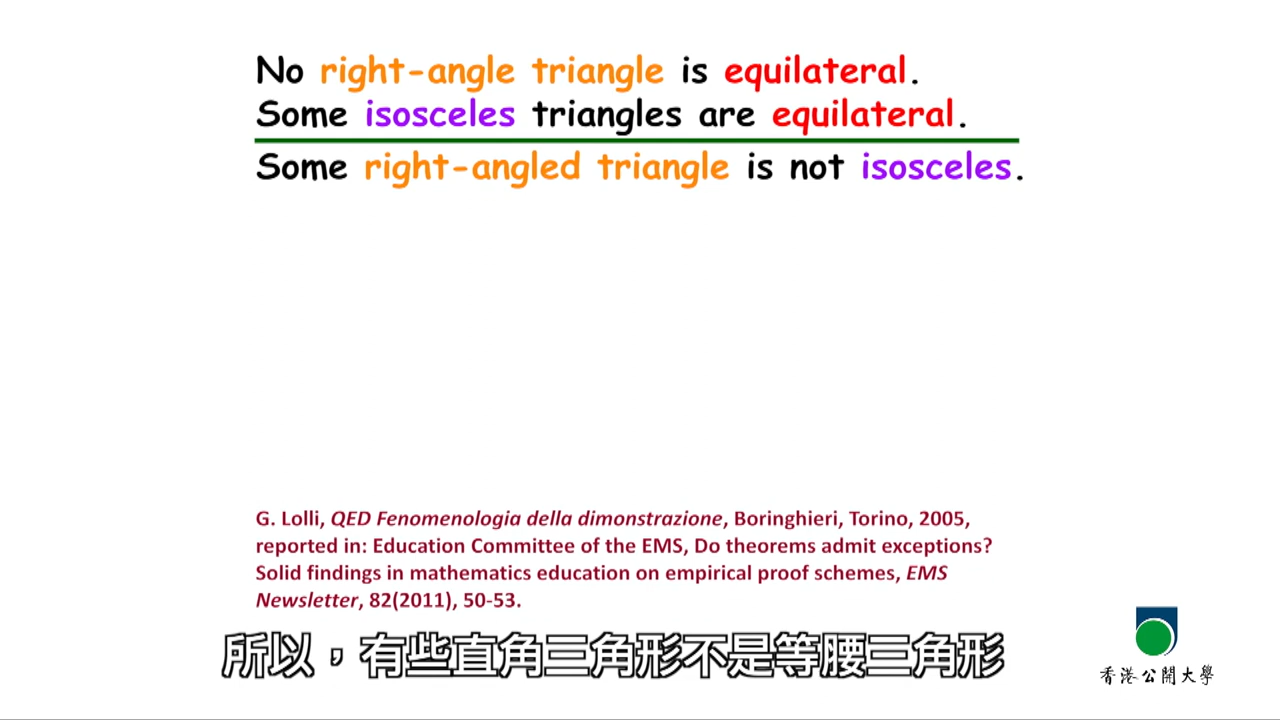 No right-angle triangle is equilateral.
Some isosceles triangles are equilateral.
Some right-angled triangle is not isosceles.
G. Lolli, QED Fenomenologia della dimonstrazione, Boringhieri, Torino, 2005,
reported in: Education Committee of the EMS, Do theorems admit exceptions?
Solid findings in mathematics education on empirical proof schemes, EMS
Newsletter, 82(2011), 50-53.
所以，有些直角三角形不是等腰三角形
香港公開大學